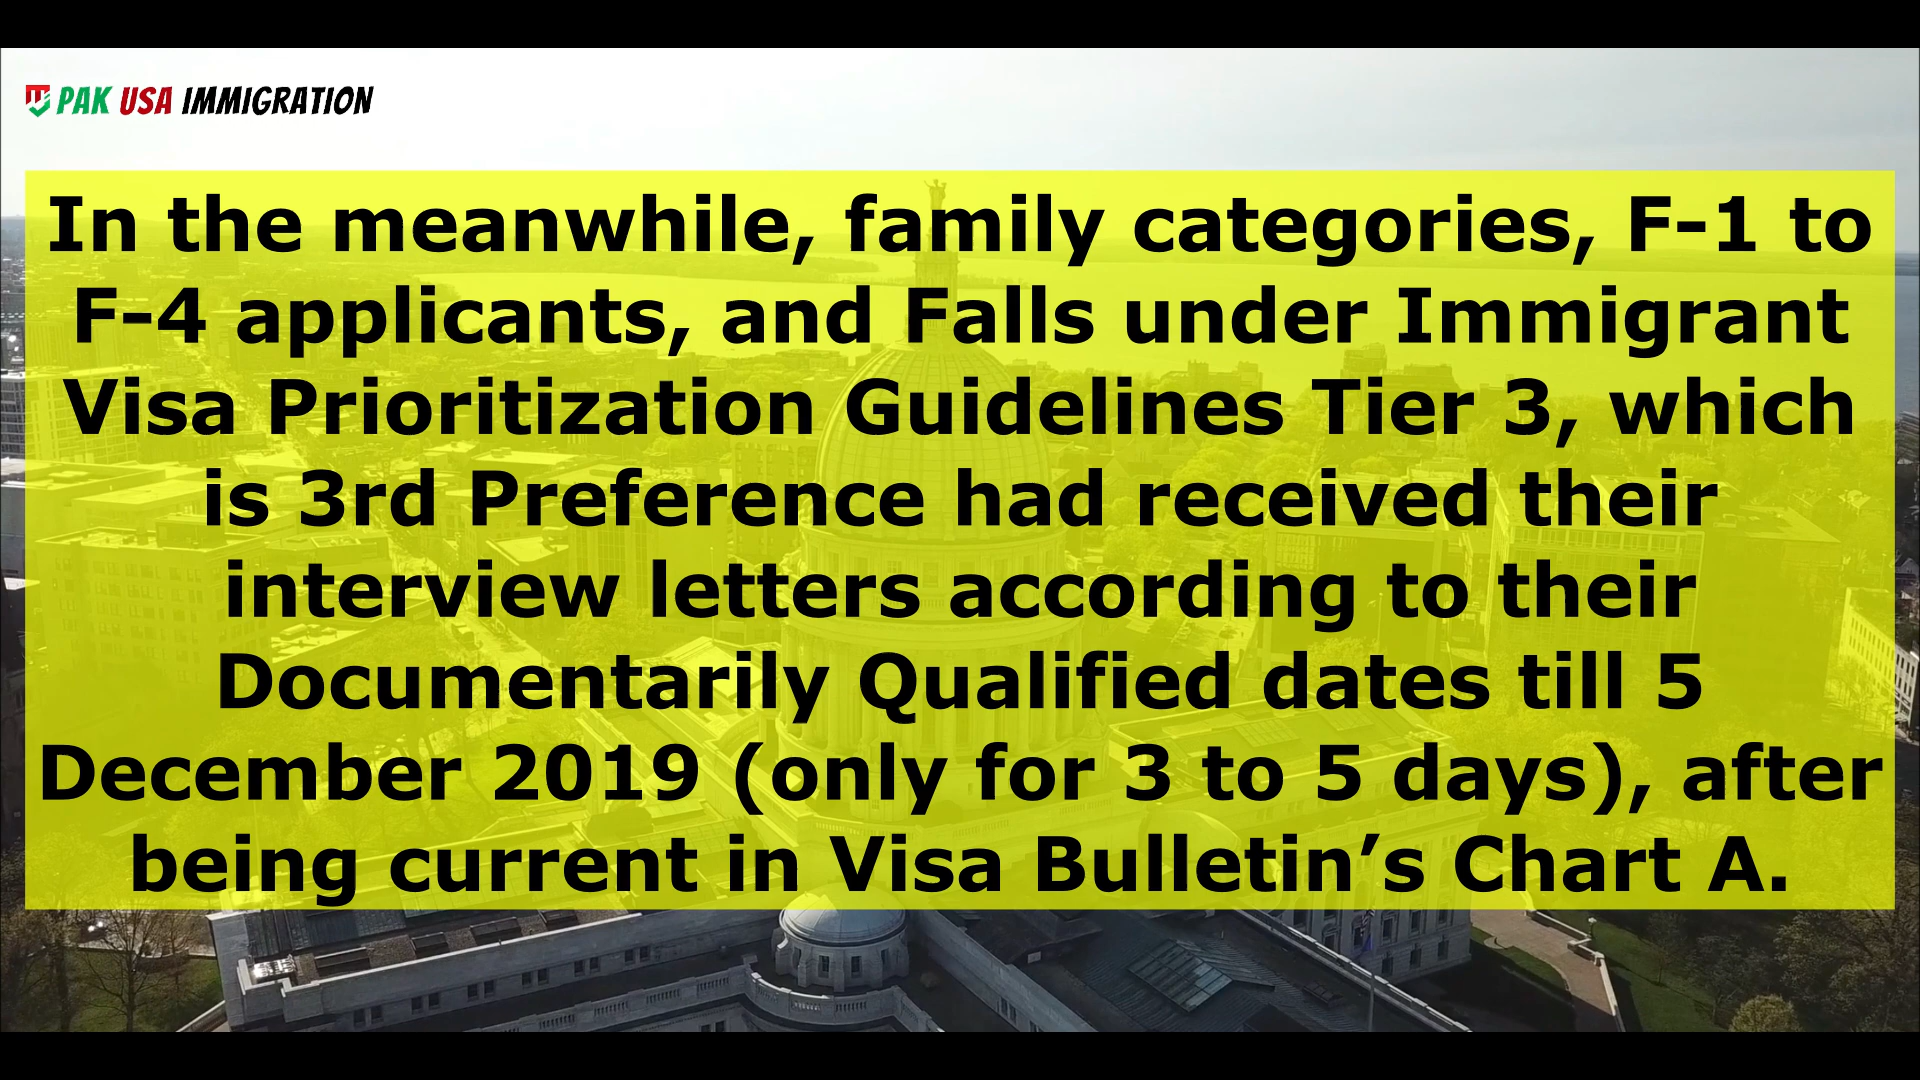 PAK USA IMMIGRATION
In the meanwhile, family categories, F-1 to
F-4 applicants, and Falls under Immigrant
Visa Prioritization Guidelines Tier 3, which
is 3rd Preference had received their
interview letters according to their
Documentarily Qualified dates till 5
December 2019 (only for 3 to 5 days), after
being current in Visa Bulletin’s Chart A.